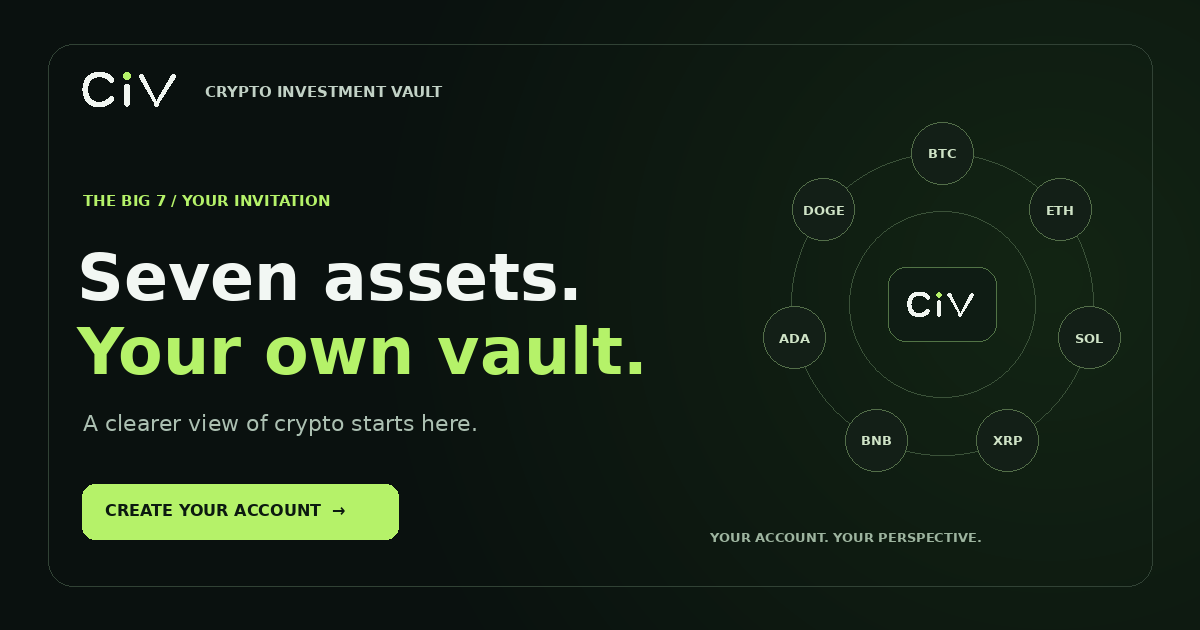 CiV
CRYPTO INVESTMENT VAULT
THE BIG 7 / YOUR INVITATION
Seven assets.
Your own vault.
A clearer view of crypto starts here.
CREATE YOUR ACCOUNT →
BTC
DOGE
ETH
CiV
ADA
SOL
BNB
XRP
YOUR ACCOUNT. YOUR PERSPECTIVE.